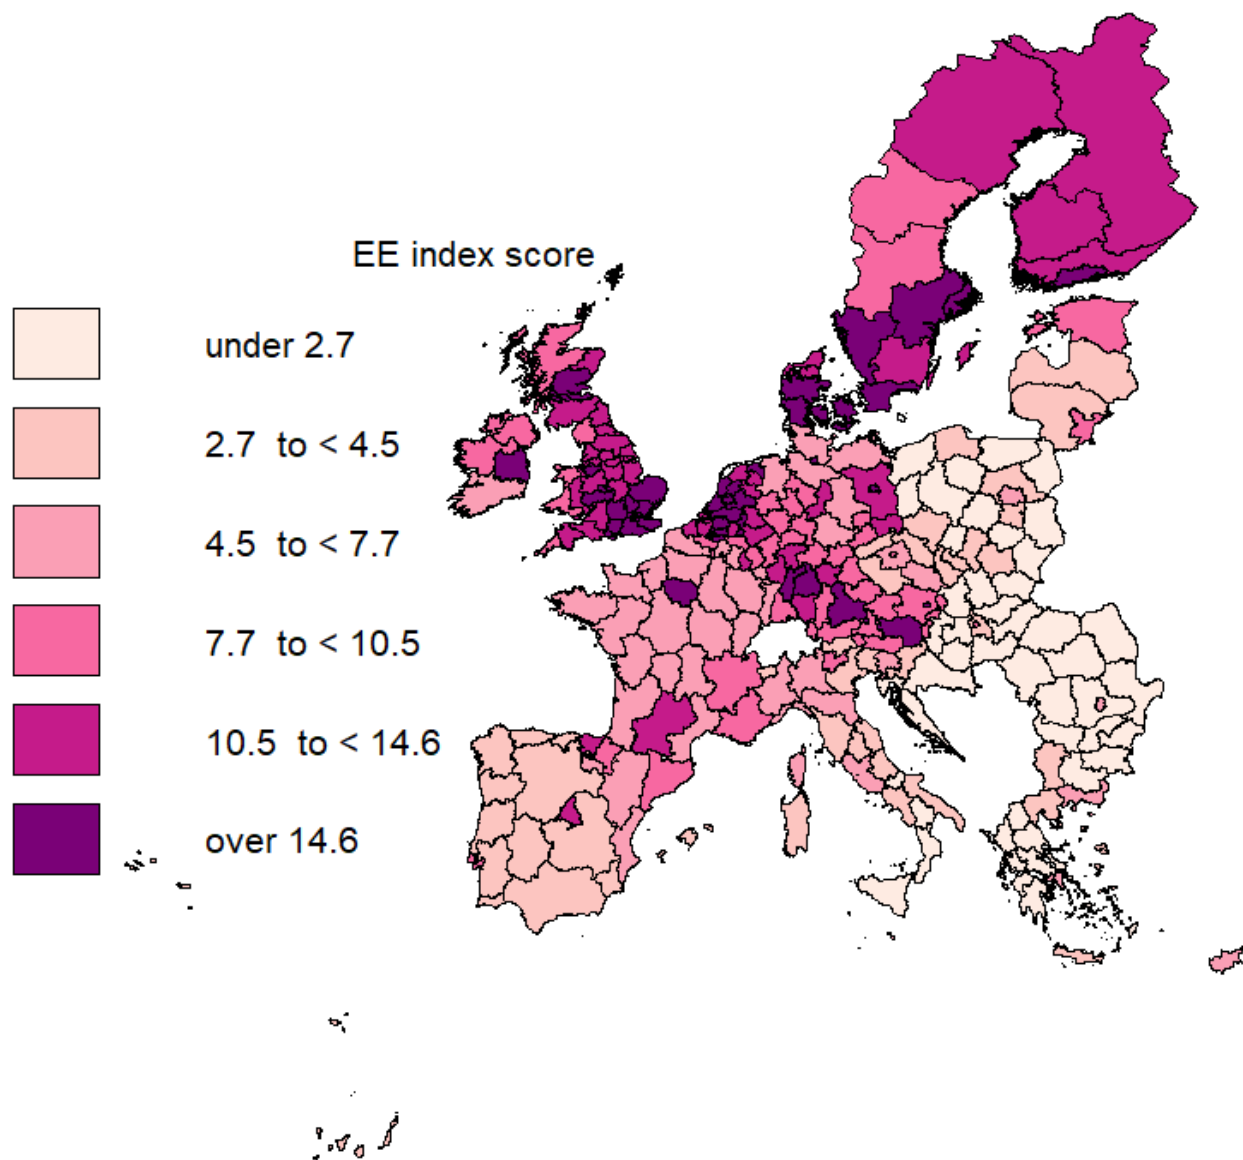 EE index score
under 2.7
2.7 to < 4.5
4.5 to < 7.7
7.7 to < 10.5
10.5 to < 14.6
over 14.6